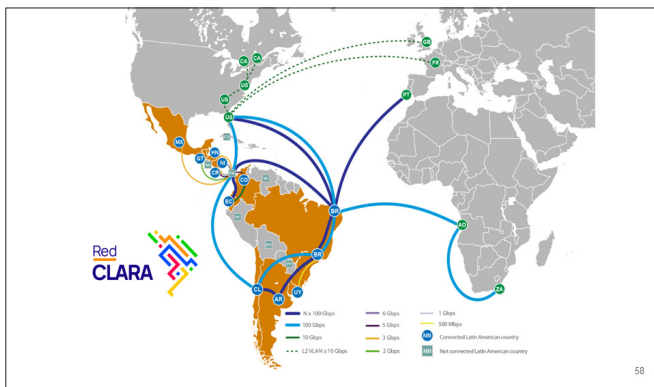 CA
CA
US
US
US
GB
FR
PT
MX
HN
GT
NI
CR
CO
EC
BR
BR
CL
AR
UY
AO
ZA
Red
CLARA
N x 100 Gbps
100 Gbps
10 Gbps
L2 VLAN ≥ 10 Gbps
6 Gbps
5 Gbps
3 Gbps
2 Gbps
1 Gbps
500 Mbps
NN Connected Latin American country
NN Not connected Latin American country
58